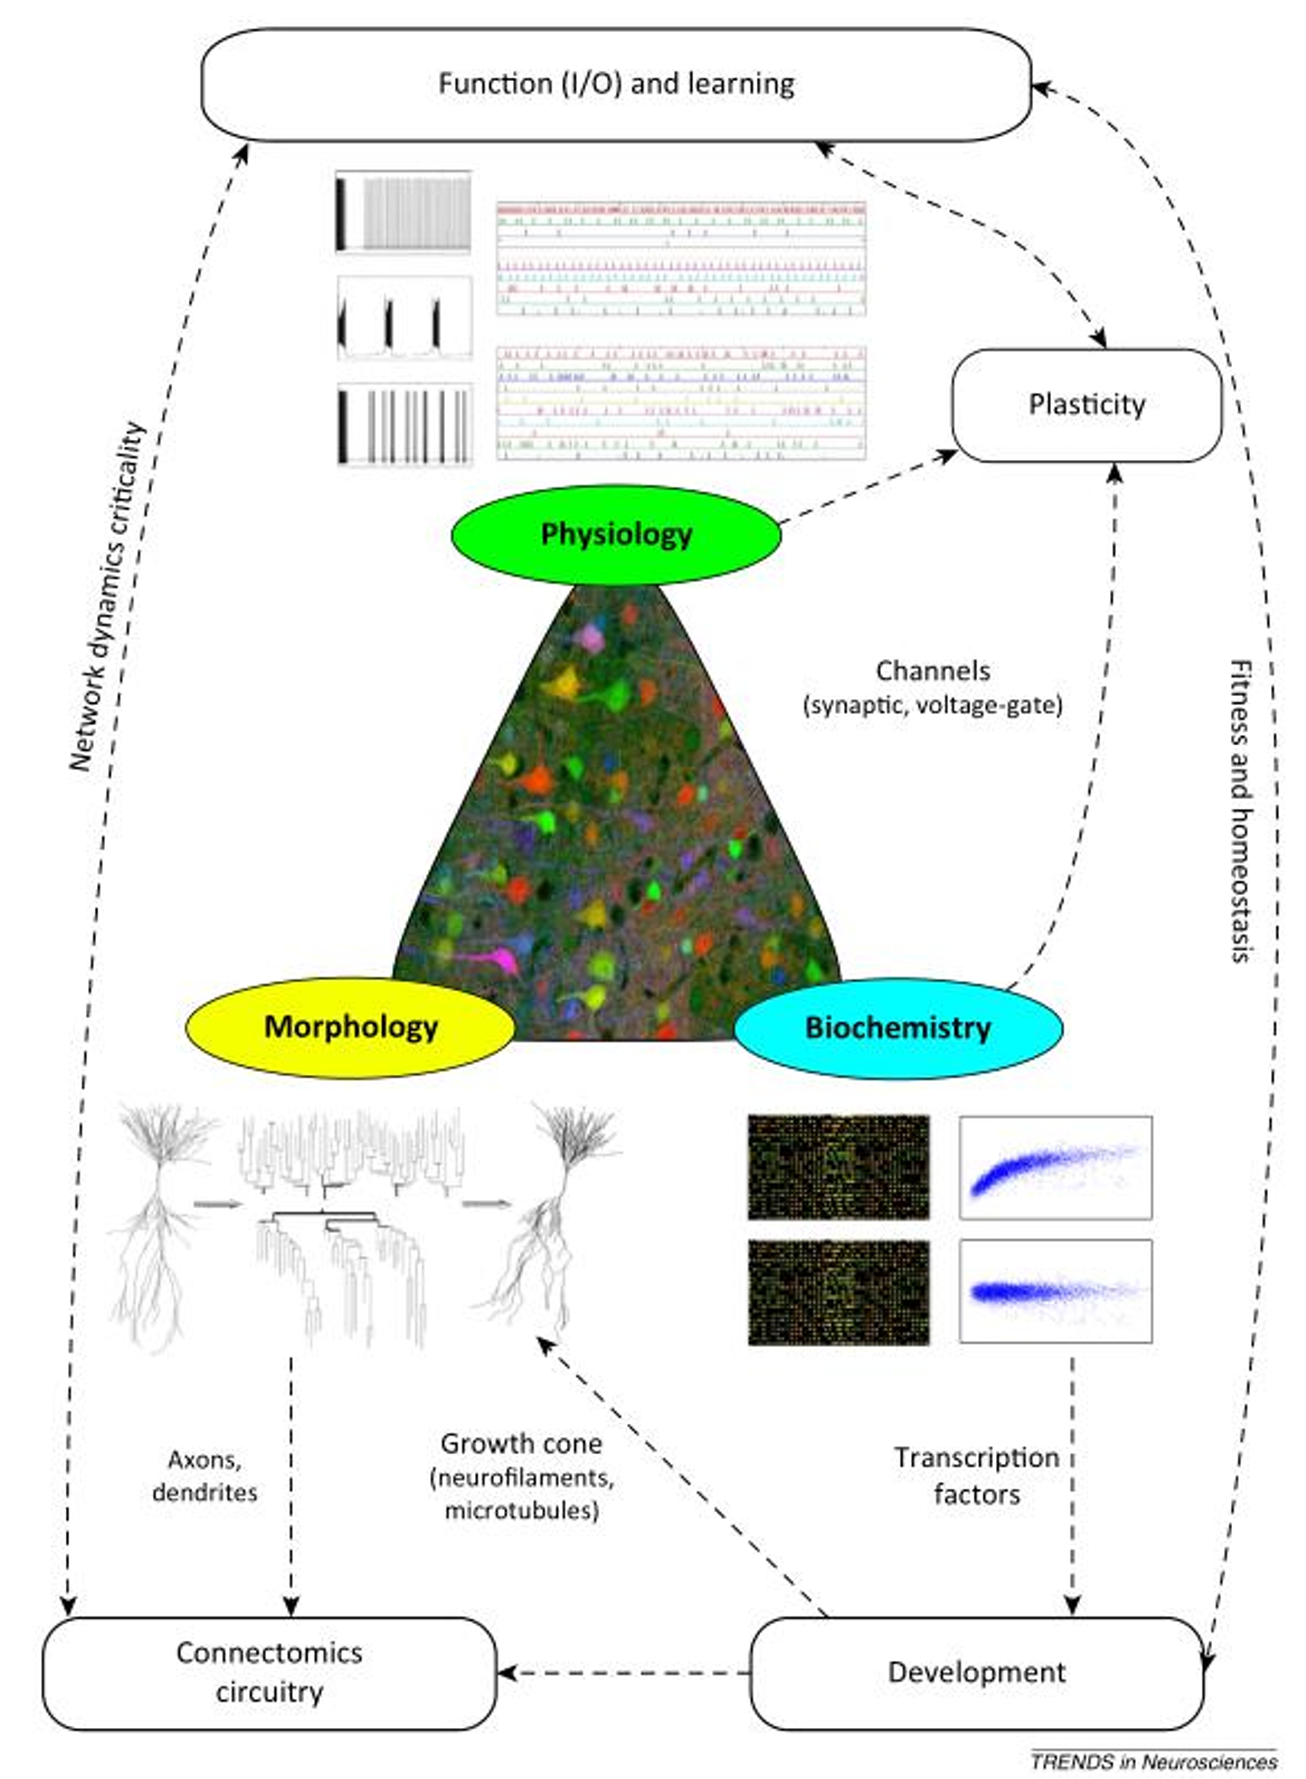 Function (I/O) and learning
Network dynamics criticality
Plasticity
Physiology
Channels
(synaptic, voltage-gate)
Fitness and homeostasis
Morphology
Biochemistry
Axons,
dendrites
Growth cone
(neurofilaments,
microtubules)
Transcription
factors
Connectomics
circuitry
Development
TRENDS in Neurosciences